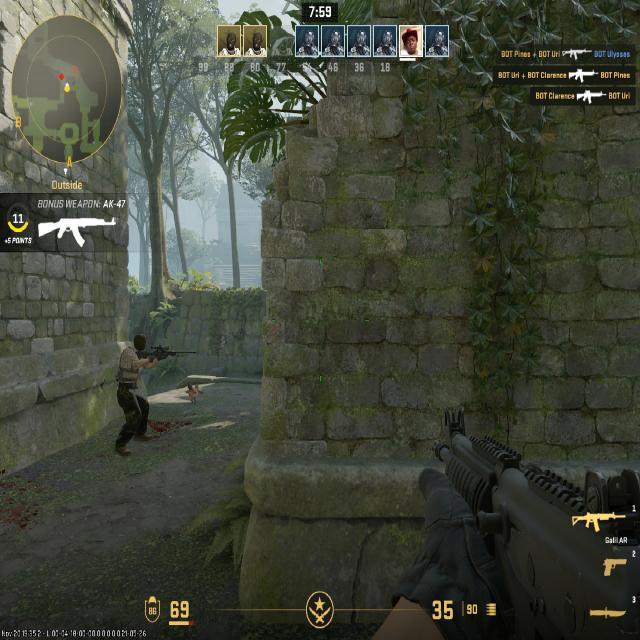 7:59
BOT Pines + BOT Uri BOT Ulysses
BOT Uri + BOT Clarence BOT Pines
BOT Clarence BOT Uri
98 89 80 77 48 36 18
B
Outside
BONUS WEAPON: AK-47
11
+5 POINTS
1
Galil AR
2
3
86 69
35 | 90